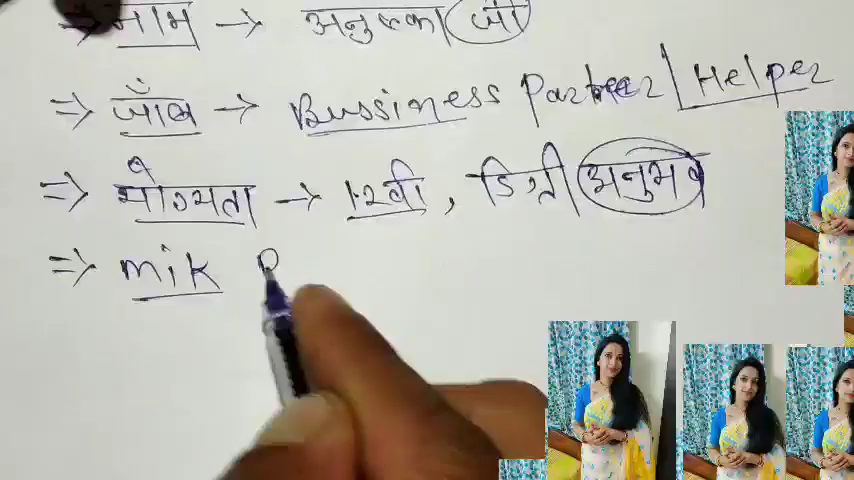 ⇒ नाम → अनुष्का जी
⇒ जॉब → Bussiness Partner | Helper
⇒ योग्यता → 12वी, डिग्री अनुभव
⇒ mik P